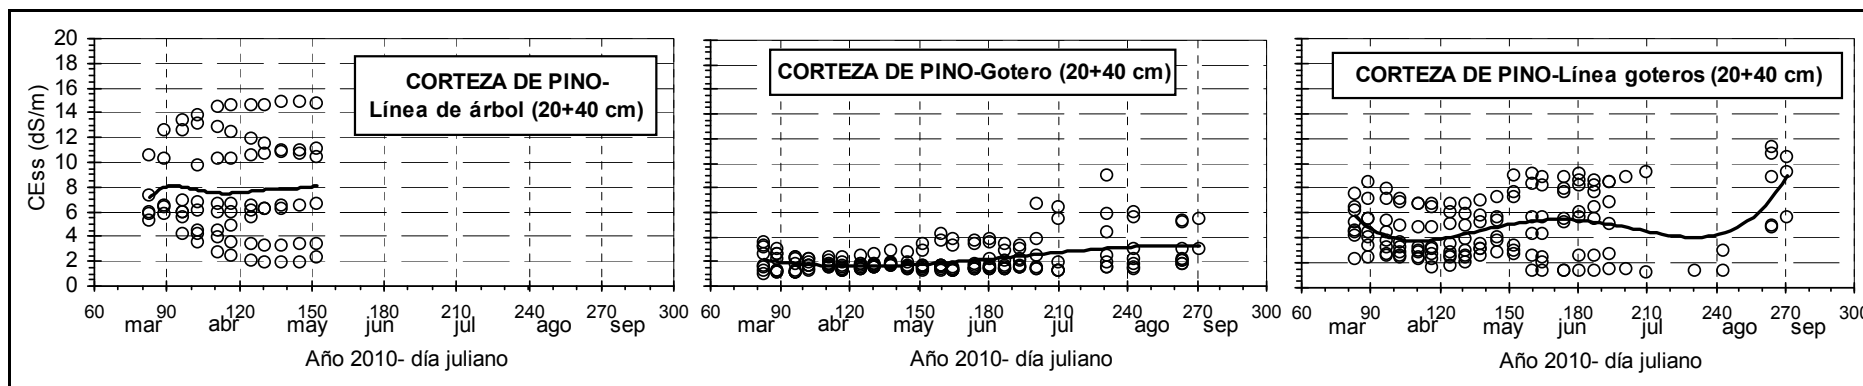 CEss (dS/m)
20
18
16
14
12
10
8
6
4
2
0
CORTEZA DE PINO-
Línea de árbol (20+40 cm)
60 90 120 150 180 210 240 270 300
mar abr may jun jul ago sep
Año 2010- día juliano
CORTEZA DE PINO-Gotero (20+40 cm)
60 90 120 150 180 210 240 270 300
mar abr may jun jul ago sep
Año 2010- día juliano
CORTEZA DE PINO-Línea goteros (20+40 cm)
60 90 120 150 180 210 240 270 300
mar abr may jun jul ago sep
Año 2010- día juliano